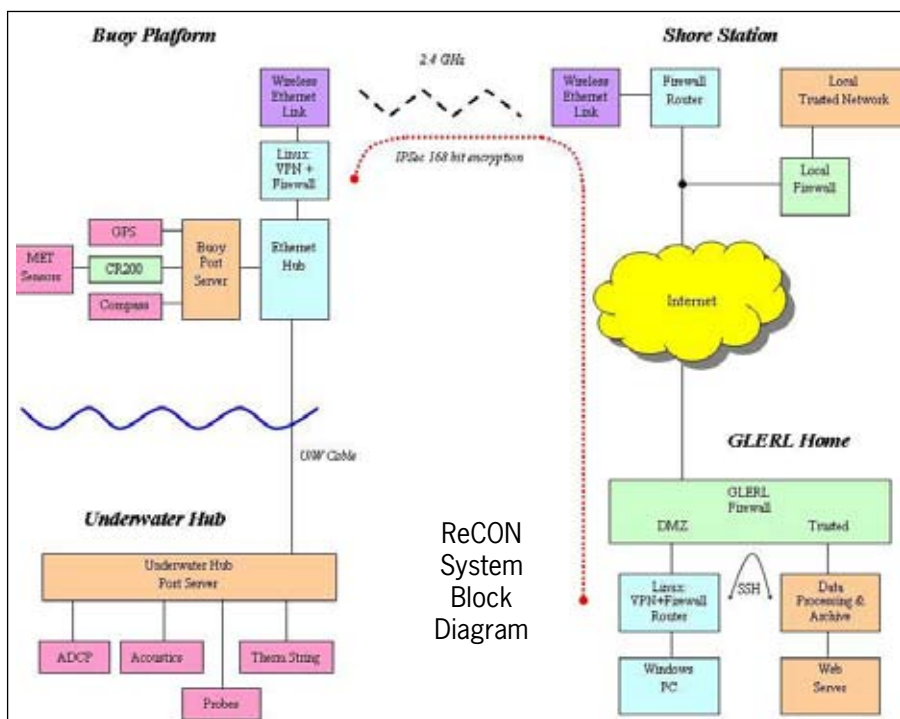 Buoy Platform
Shore Station
2.4 GHz
Wireless
Ethernet
Link
Wireless
Ethernet
Link
Firewall
Router
Local
Trusted Network
Linux
VPN +
Firewall
IPSec 168 bit encryption
Local
Firewall
GPS
MET
Sensors
CR200
Compass
Buoy
Port
Server
Ethernet
Hub
Internet
U/W Cable
GLERL Home
GLERL
Firewall
DMZ
Trusted
Underwater Hub
Underwater Hub
Port Server
ADCP
Acoustics
Therm String
Probes
ReCON
System
Block
Diagram
Linux
VPN+Firewall
Router
SSH
Data
Processing &
Archive
Windows
PC
Web
Server